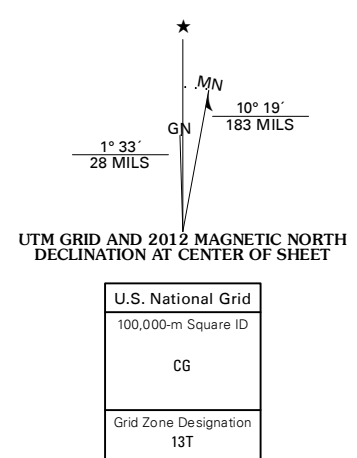 ★
MN
GN
10° 19´
183 MILS
1° 33´
28 MILS
UTM GRID AND 2012 MAGNETIC NORTH
DECLINATION AT CENTER OF SHEET
U.S. National Grid
100,000-m Square ID
CG
Grid Zone Designation
13T